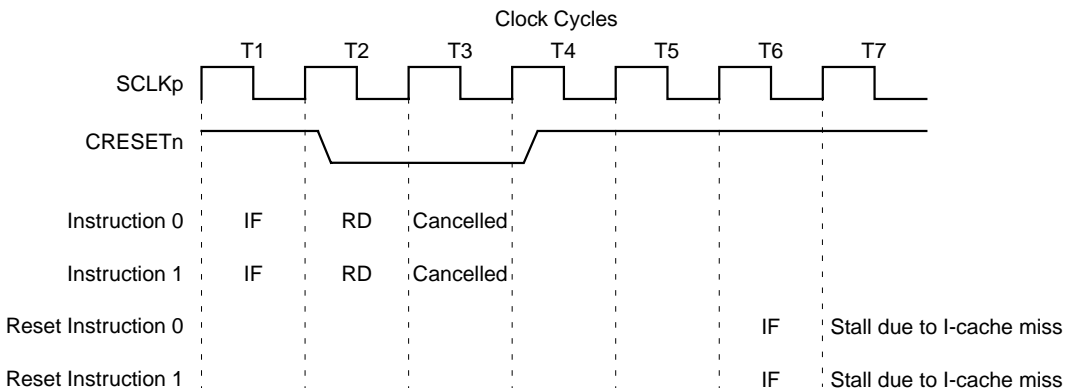 Clock Cycles
T1 T2 T3 T4 T5 T6 T7
SCLKp
CRESETn
Instruction 0 IF RD Cancelled
Instruction 1 IF RD Cancelled
Reset Instruction 0 IF Stall due to I-cache miss
Reset Instruction 1 IF Stall due to I-cache miss